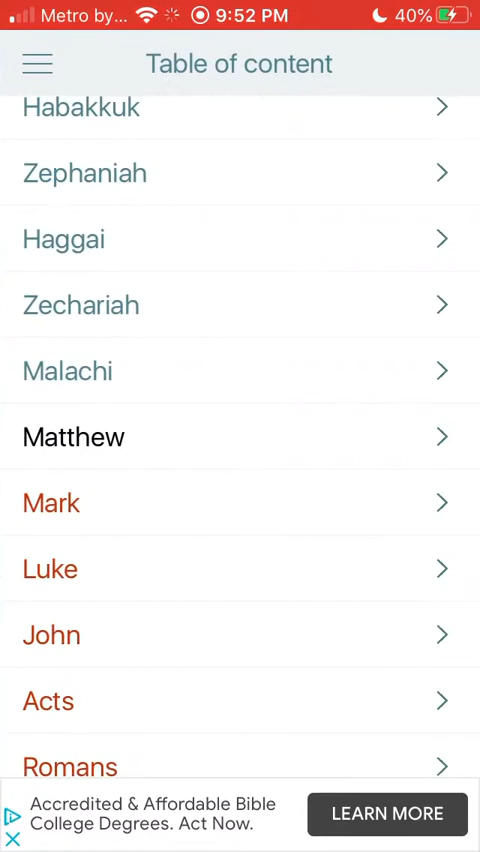 Metro by... 9:52 PM 40%
Table of content
Habakkuk
Zephaniah
Haggai
Zechariah
Malachi
Matthew
Mark
Luke
John
Acts
Romans
Accredited & Affordable Bible
College Degrees. Act Now.
LEARN MORE